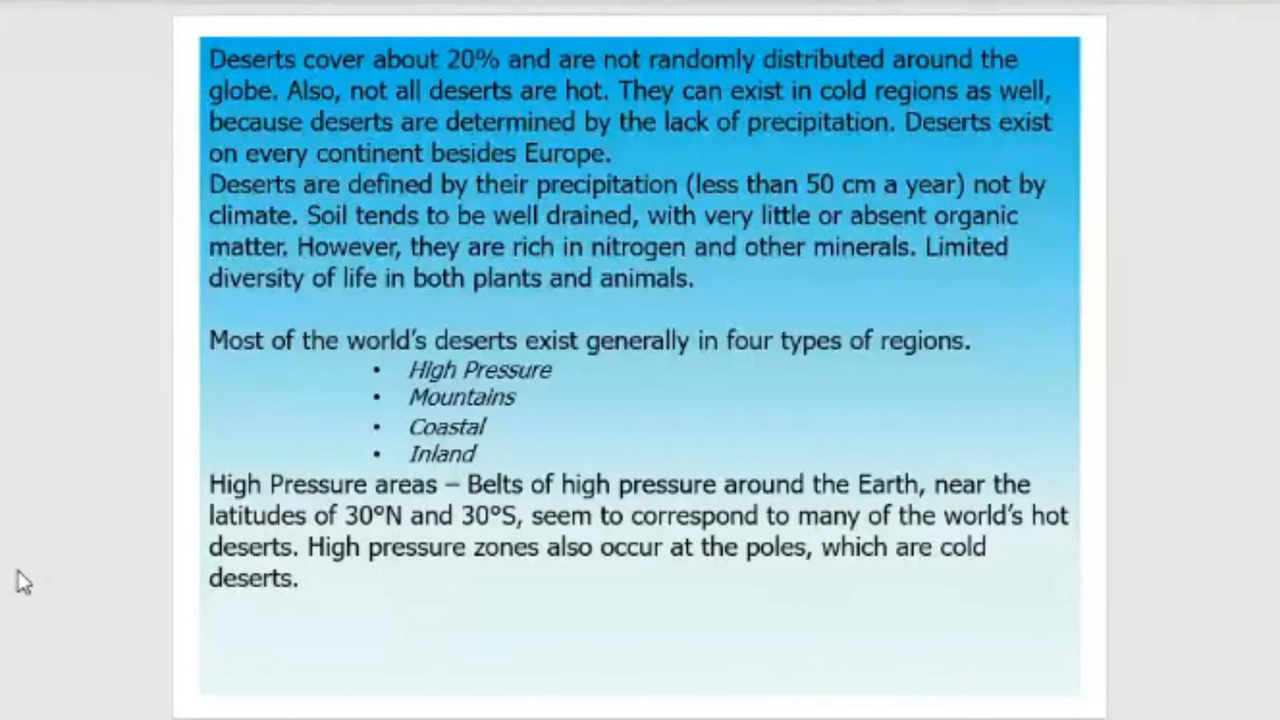 Deserts cover about 20% and are not randomly distributed around the
globe. Also, not all deserts are hot. They can exist in cold regions as well,
because deserts are determined by the lack of precipitation. Deserts exist
on every continent besides Europe.
Deserts are defined by their precipitation (less than 50 cm a year) not by
climate. Soil tends to be well drained, with very little or absent organic
matter. However, they are rich in nitrogen and other minerals. Limited
diversity of life in both plants and animals.
Most of the world’s deserts exist generally in four types of regions.
• High Pressure
• Mountains
• Coastal
• Inland
High Pressure areas – Belts of high pressure around the Earth, near the
latitudes of 30°N and 30°S, seem to correspond to many of the world’s hot
deserts. High pressure zones also occur at the poles, which are cold
deserts.